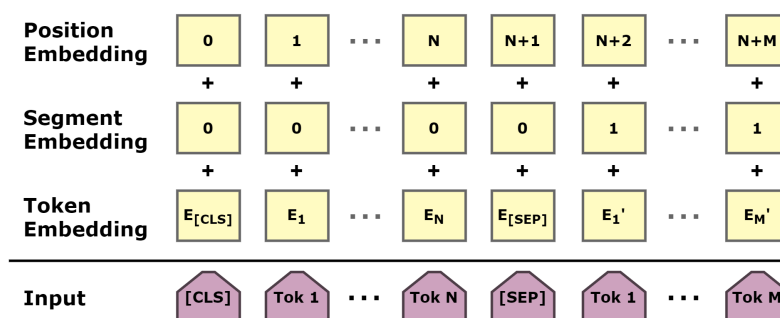 Position Embedding 0 1 ... N N+1 N+2 ... N+M
+ + + + + +
Segment Embedding 0 0 ... 0 0 1 ... 1
+ + + + + +
Token Embedding E[CLS] E1 ... EN E[SEP] E1' ... EM'
Input [CLS] Tok 1 ... Tok N [SEP] Tok 1 ... Tok M